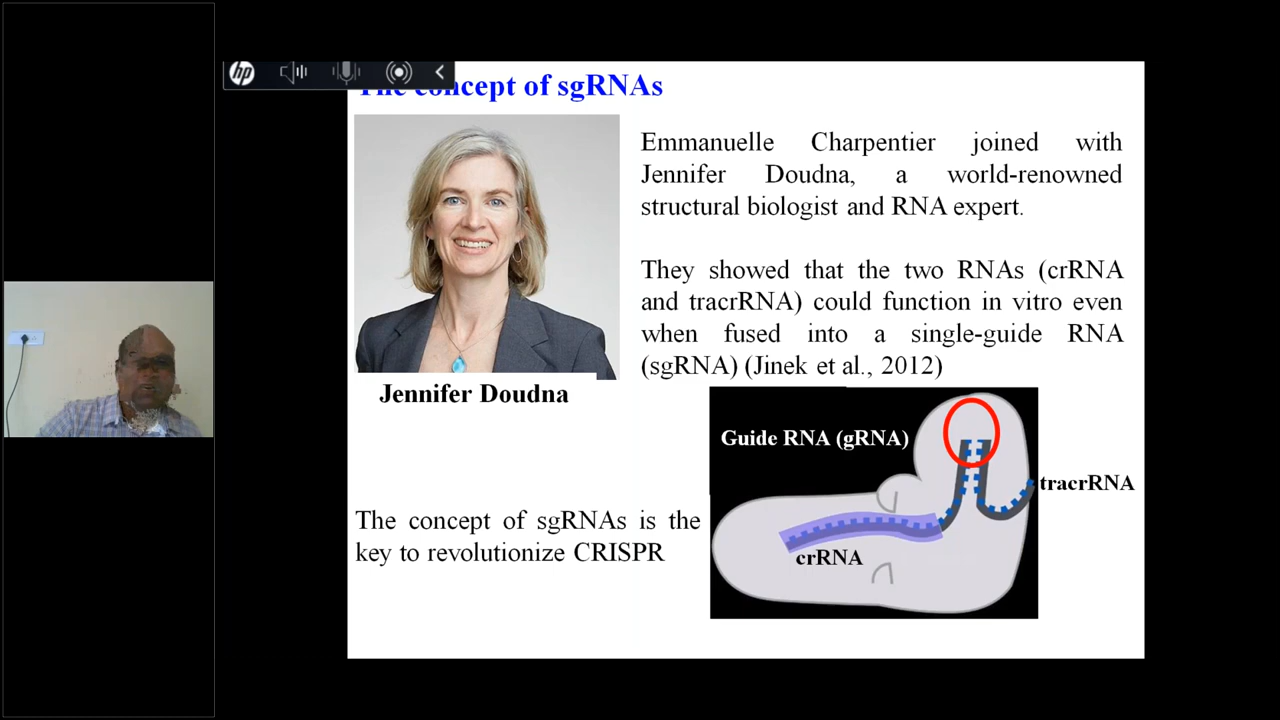 hp
concept of sgRNAs
Emmanuelle Charpentier joined with
Jennifer Doudna, a world-renowned
structural biologist and RNA expert.
They showed that the two RNAs (crRNA
and tracrRNA) could function in vitro even
when fused into a single-guide RNA
(sgRNA) (Jinek et al., 2012)
Jennifer Doudna
Guide RNA (gRNA)
tracrRNA
crRNA
The concept of sgRNAs is the
key to revolutionize CRISPR